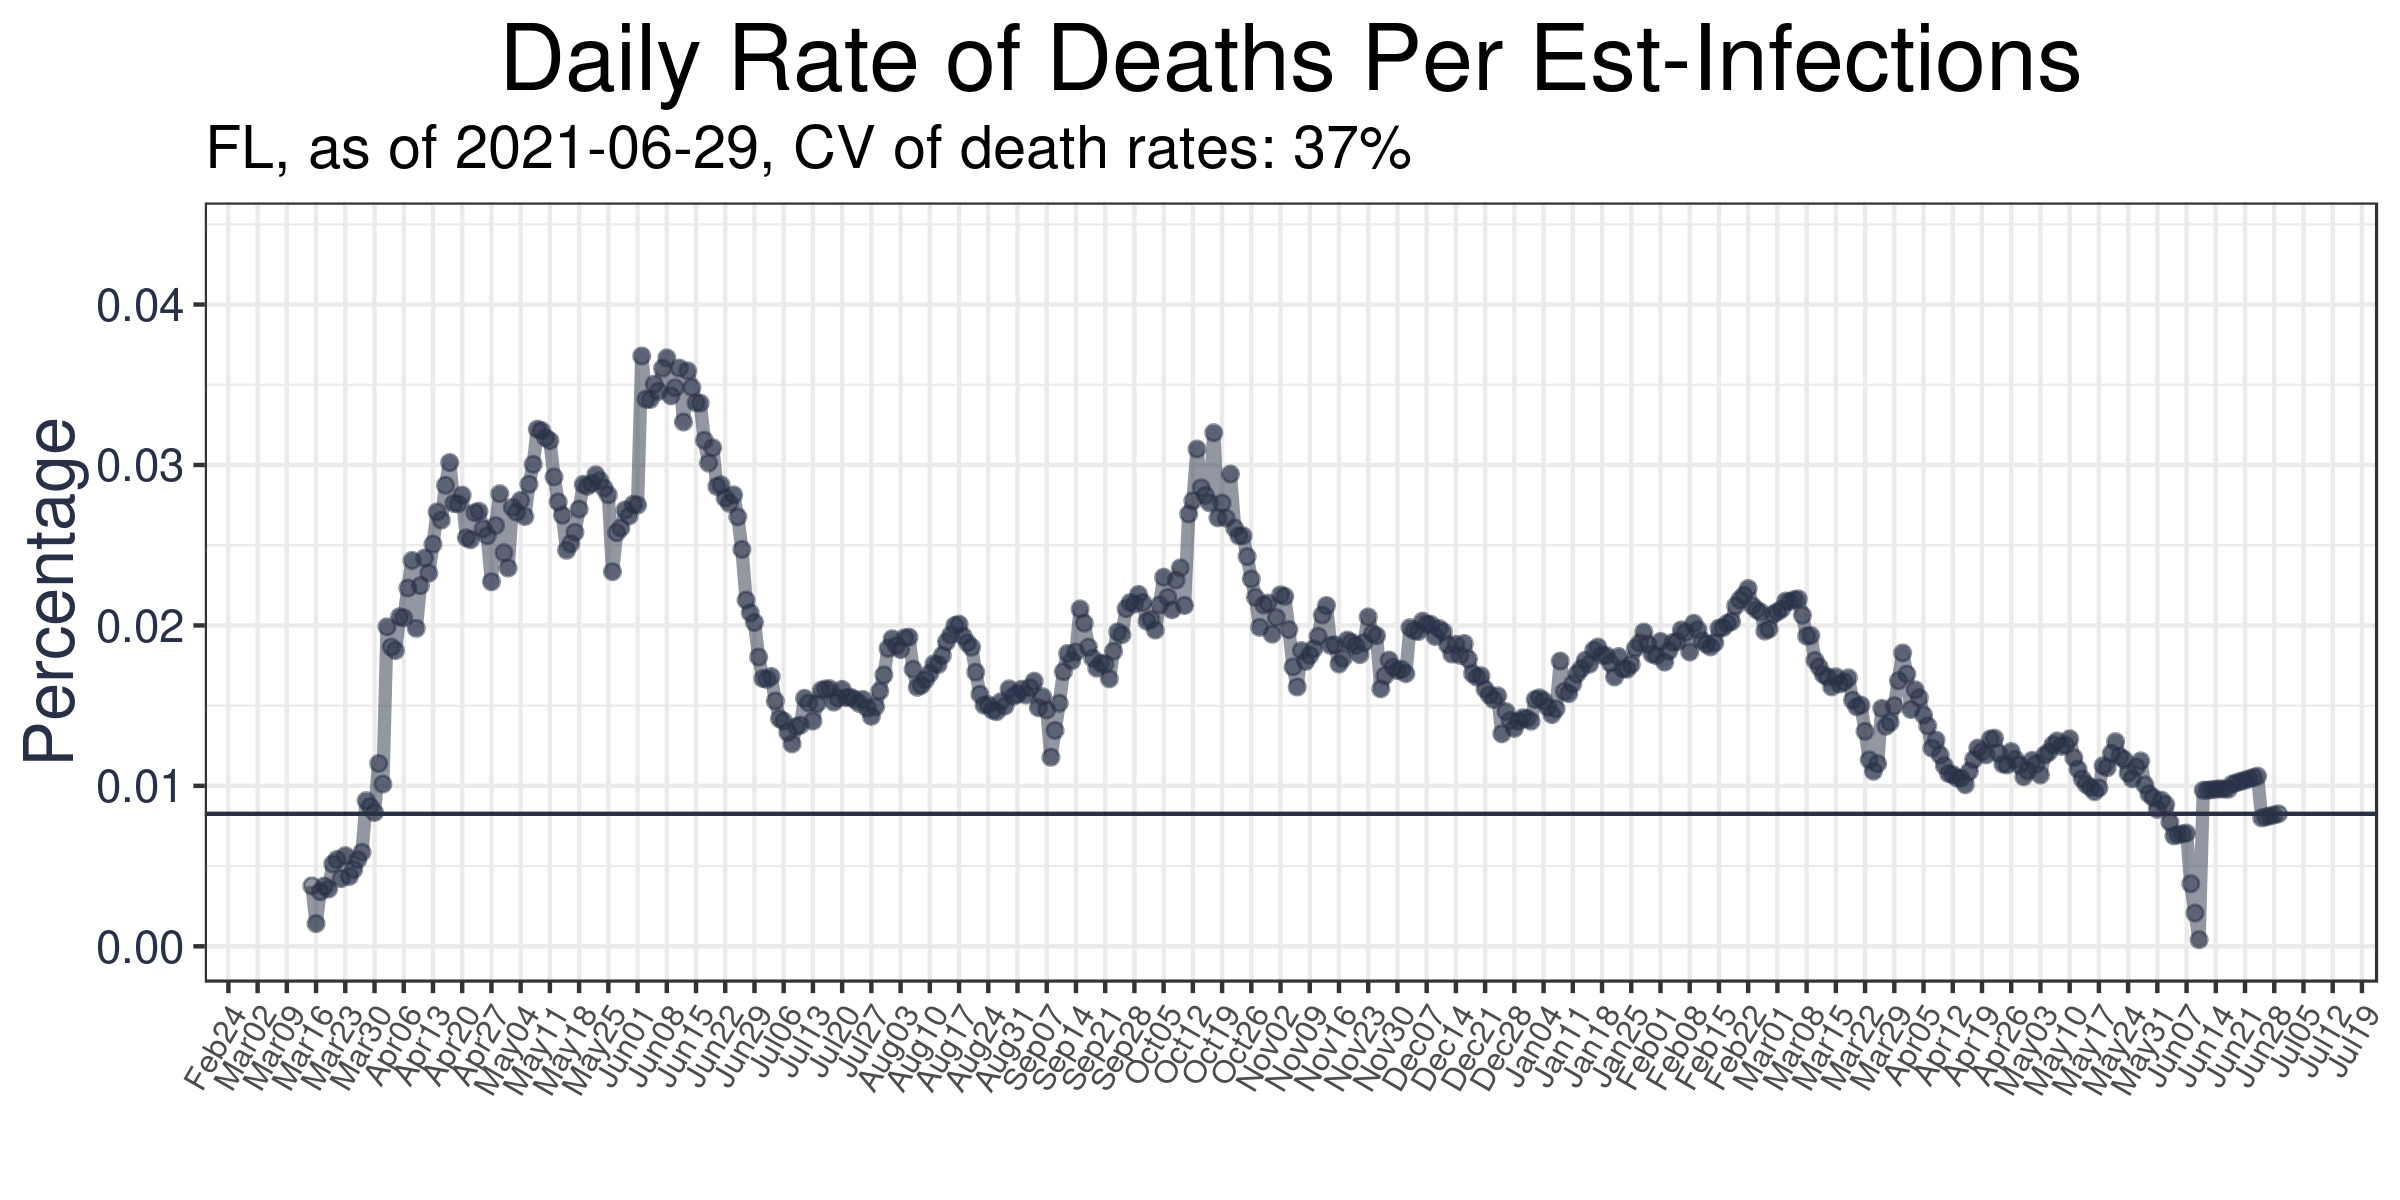 Daily Rate of Deaths Per Est-Infections
FL, as of 2021-06-29, CV of death rates: 37%
Percentage
0.04
0.03
0.02
0.01
0.00
Feb24
Mar02
Mar09
Mar16
Mar23
Mar30
Apr06
Apr13
Apr20
Apr27
May04
May11
May18
May25
Jun01
Jun08
Jun15
Jun22
Jun29
Jul06
Jul13
Jul20
Jul27
Aug03
Aug10
Aug17
Aug24
Aug31
Sep07
Sep14
Sep21
Sep28
Oct05
Oct12
Oct19
Oct26
Nov02
Nov09
Nov16
Nov23
Nov30
Dec07
Dec14
Dec21
Dec28
Jan04
Jan11
Jan18
Jan25
Feb01
Feb08
Feb15
Feb22
Mar01
Mar08
Mar15
Mar22
Mar29
Apr05
Apr12
Apr19
Apr26
May03
May10
May17
May24
May31
Jun07
Jun14
Jun21
Jun28
Jul05
Jul12
Jul19